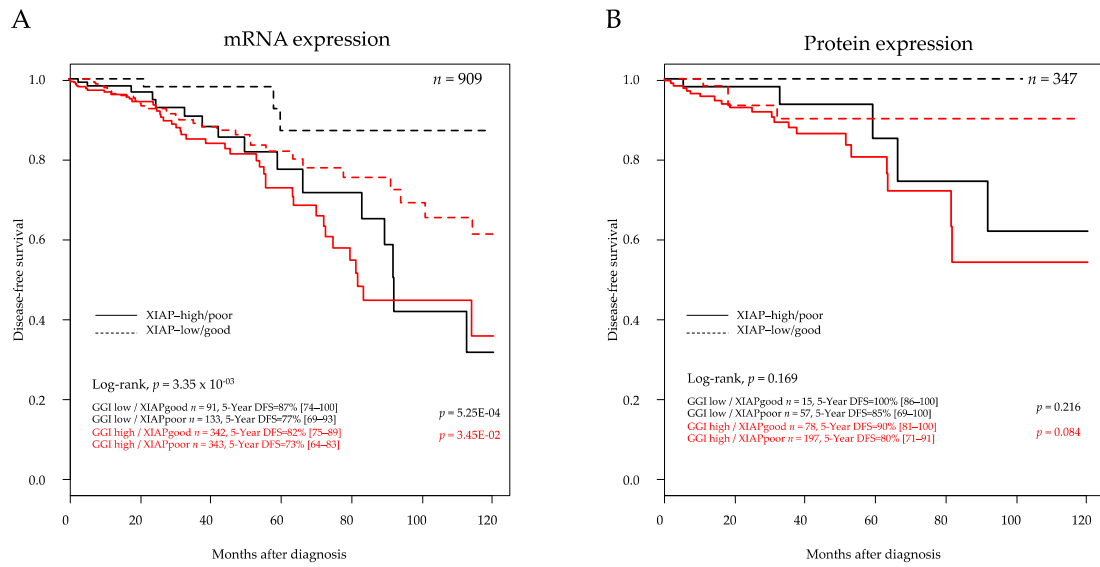 A
mRNA expression
n = 909
1.0
0.8
0.6
0.4
0.2
0.0
Disease-free survival
XIAP–high/poor
XIAP–low/good
Log-rank, p = 3.35 x 10⁻⁰³
GGI low / XIAPgood n = 91, 5-Year DFS=87% [74–100]
GGI low / XIAPpoor n = 133, 5-Year DFS=77% [69–93]
p = 5.25E-04
GGI high / XIAPgood n = 342, 5-Year DFS=82% [75–89]
GGI high / XIAPpoor n = 343, 5-Year DFS=73% [64–83]
p = 3.45E-02
0 20 40 60 80 100 120
Months after diagnosis
B
Protein expression
n = 347
1.0
0.8
0.6
0.4
0.2
0.0
Disease-free survival
XIAP–high/poor
XIAP–low/good
Log-rank, p = 0.169
GGI low / XIAPgood n = 15, 5-Year DFS=100% [86–100]
GGI low / XIAPpoor n = 57, 5-Year DFS=85% [69–100]
p = 0.216
GGI high / XIAPgood n = 78, 5-Year DFS=90% [81–100]
GGI high / XIAPpoor n = 197, 5-Year DFS=80% [71–91]
p = 0.084
0 20 40 60 80 100 120
Months after diagnosis